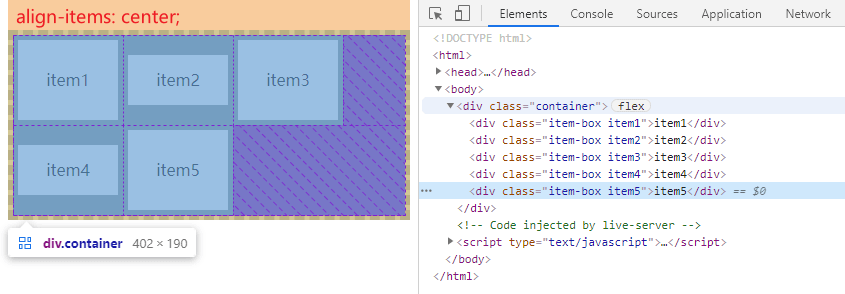 align-items: center;
item1 item2 item3
item4 item5
div.container 402 × 190
Elements Console Sources Application
<!DOCTYPE html>
<html>
<head>…</head>
<body>
<div class="container"> flex
<div class="item-box item1">item1</div>
<div class="item-box item2">item2</div>
<div class="item-box item3">item3</div>
<div class="item-box item4">item4</div>
<div class="item-box item5">item5</div> == $0
</div>
<!-- Code injected by live-server -->
<script type="text/javascript">…</script>
</body>
</html>